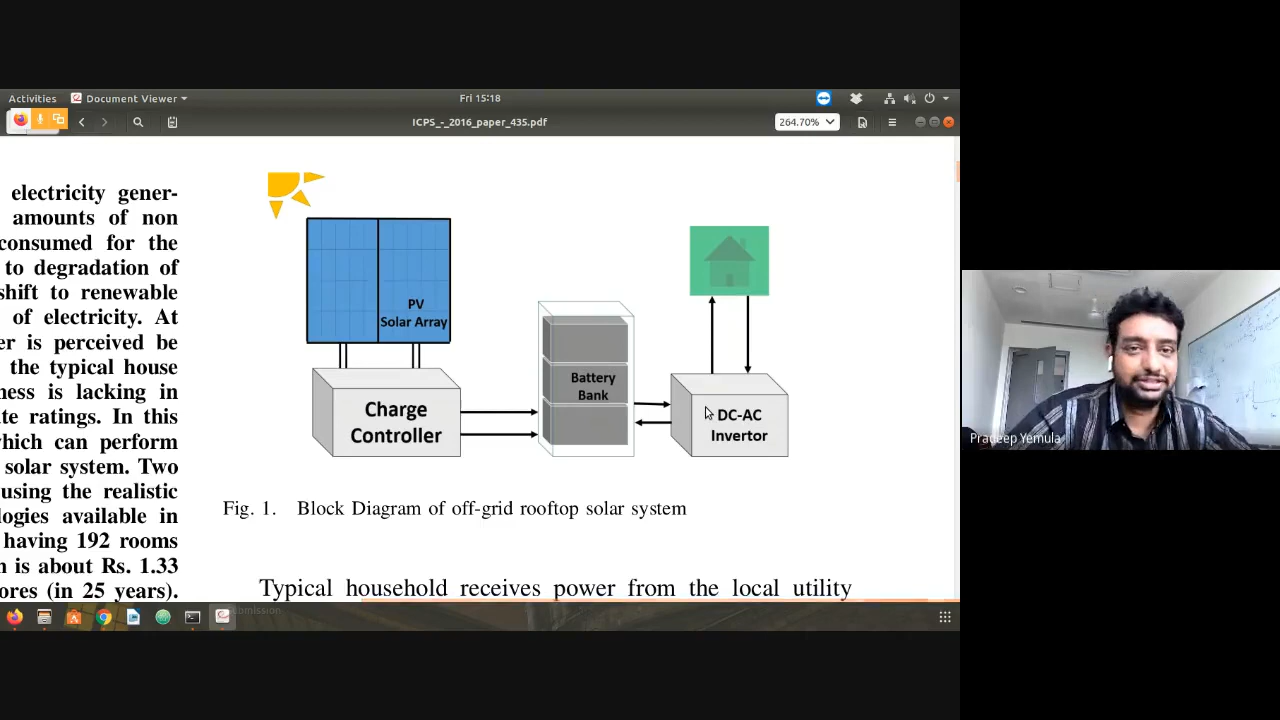 Activities
Document Viewer
Fri 15:18
ICPS_-_2016_paper_435.pdf
264.70%
electricity gener-
amounts of non
consumed for the
to degradation of
shift to renewable
of electricity. At
er is perceived be
the typical house
ness is lacking in
ate ratings. In this
which can perform
solar system. Two
using the realistic
logies available in
having 192 rooms
n is about Rs. 1.33
ores (in 25 years).
PV
Solar Array
Charge
Controller
Battery
Bank
DC-AC
Invertor
Fig. 1. Block Diagram of off-grid rooftop solar system
Typical household receives power from the local utility
Pradeep Yemula